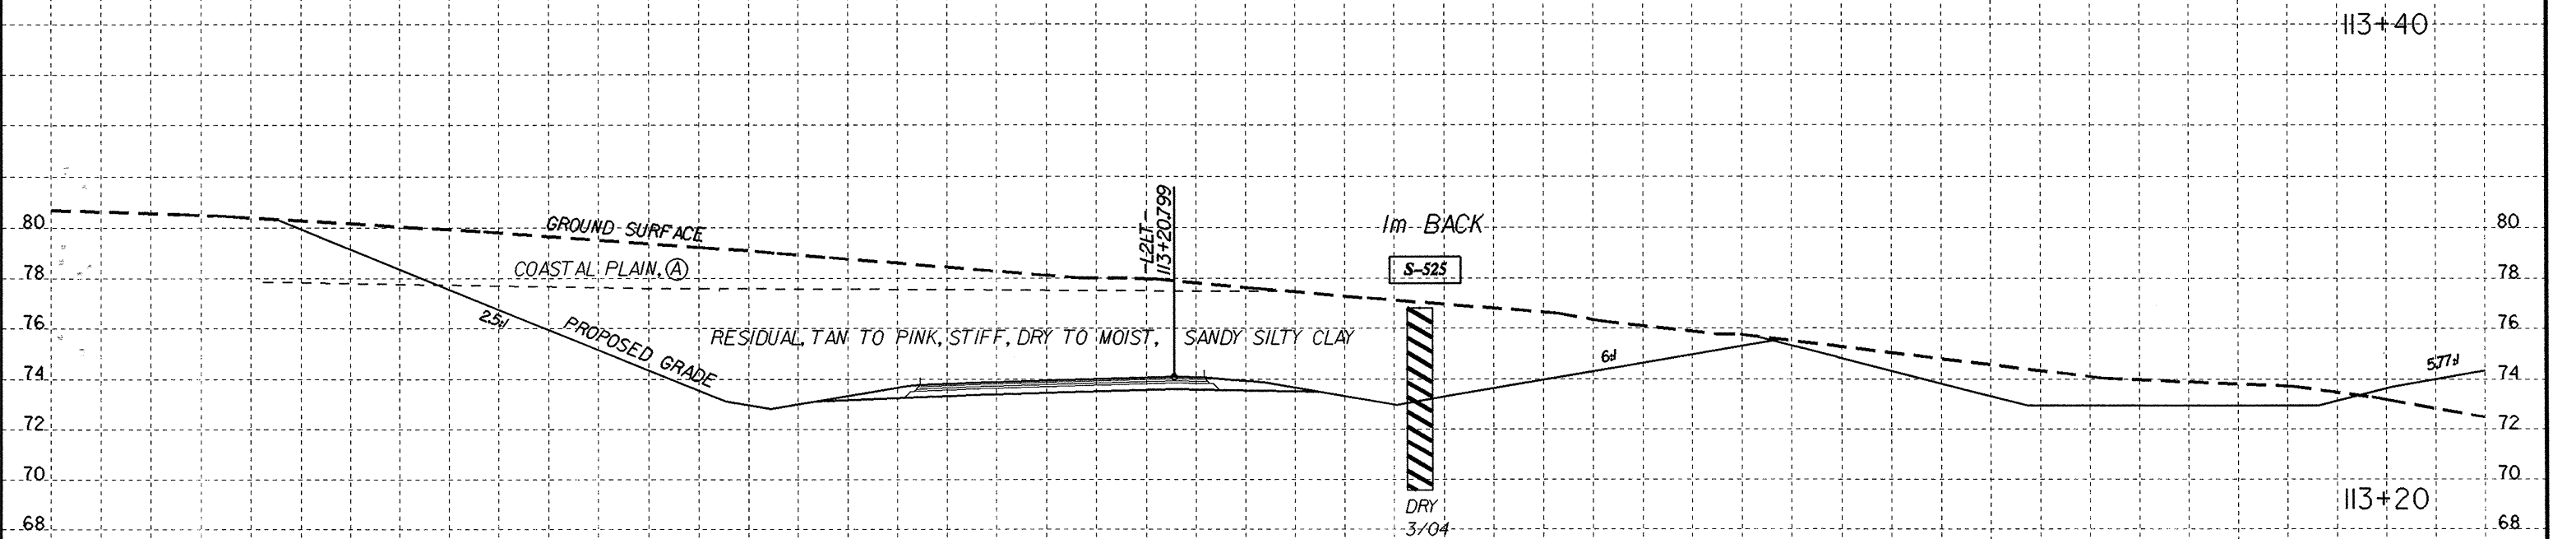 113+40
80
GROUND SURFACE
-L2LT-
113+20.799
1m BACK
80
COASTAL PLAIN, A
S-525
78
78
76
2.5:1
PROPOSED GRADE
RESIDUAL, TAN TO PINK, STIFF, DRY TO MOIST, SANDY SILTY CLAY
6:1
76
74
5.77:1
74
72
72
70
70
DRY
3/04
113+20
68
68